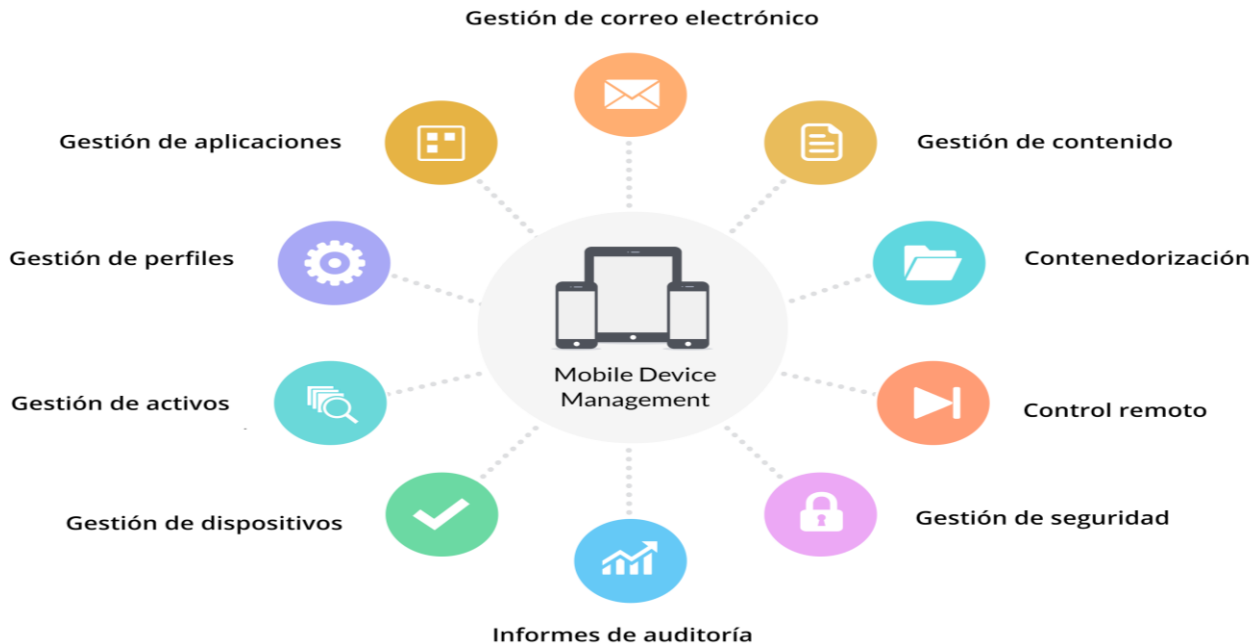 Gestión de correo electrónico
Gestión de aplicaciones
Gestión de contenido
Gestión de perfiles
Contenedorización
Mobile Device
Management
Gestión de activos
Control remoto
Gestión de dispositivos
Gestión de seguridad
Informes de auditoría